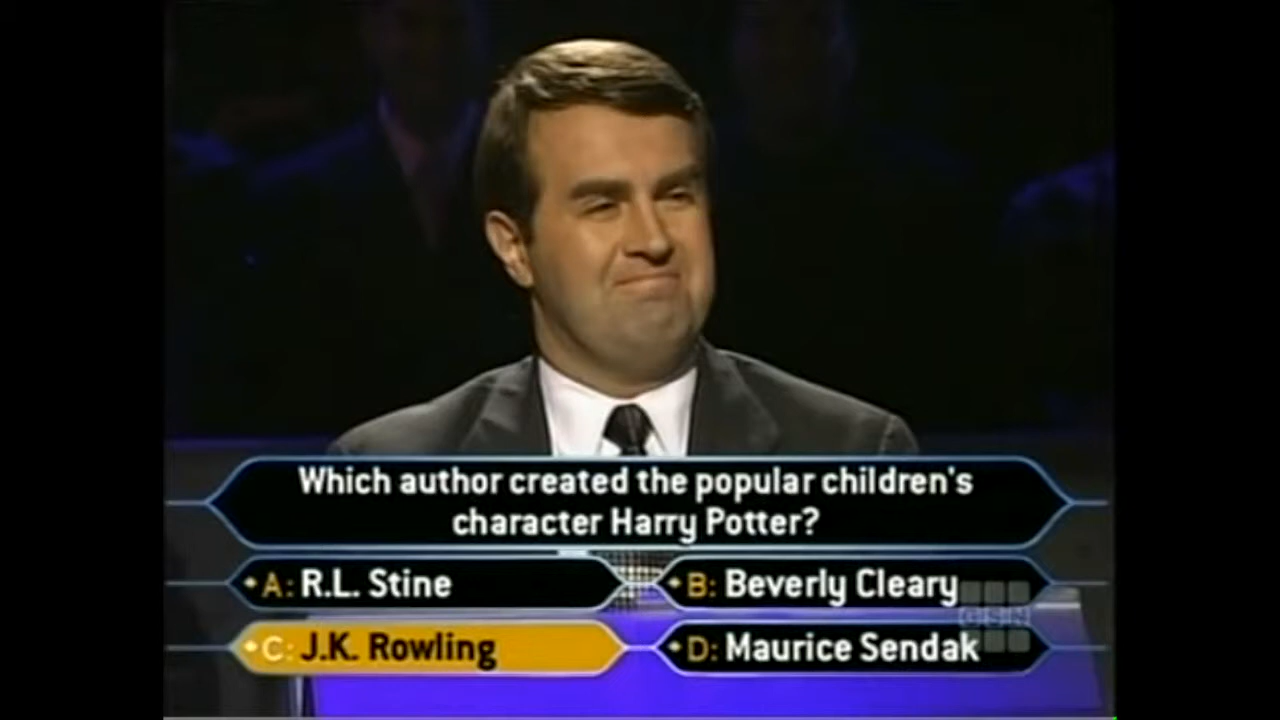 Which author created the popular children's
character Harry Potter?
A: R.L. Stine
B: Beverly Cleary
C: J.K. Rowling
D: Maurice Sendak
GSN